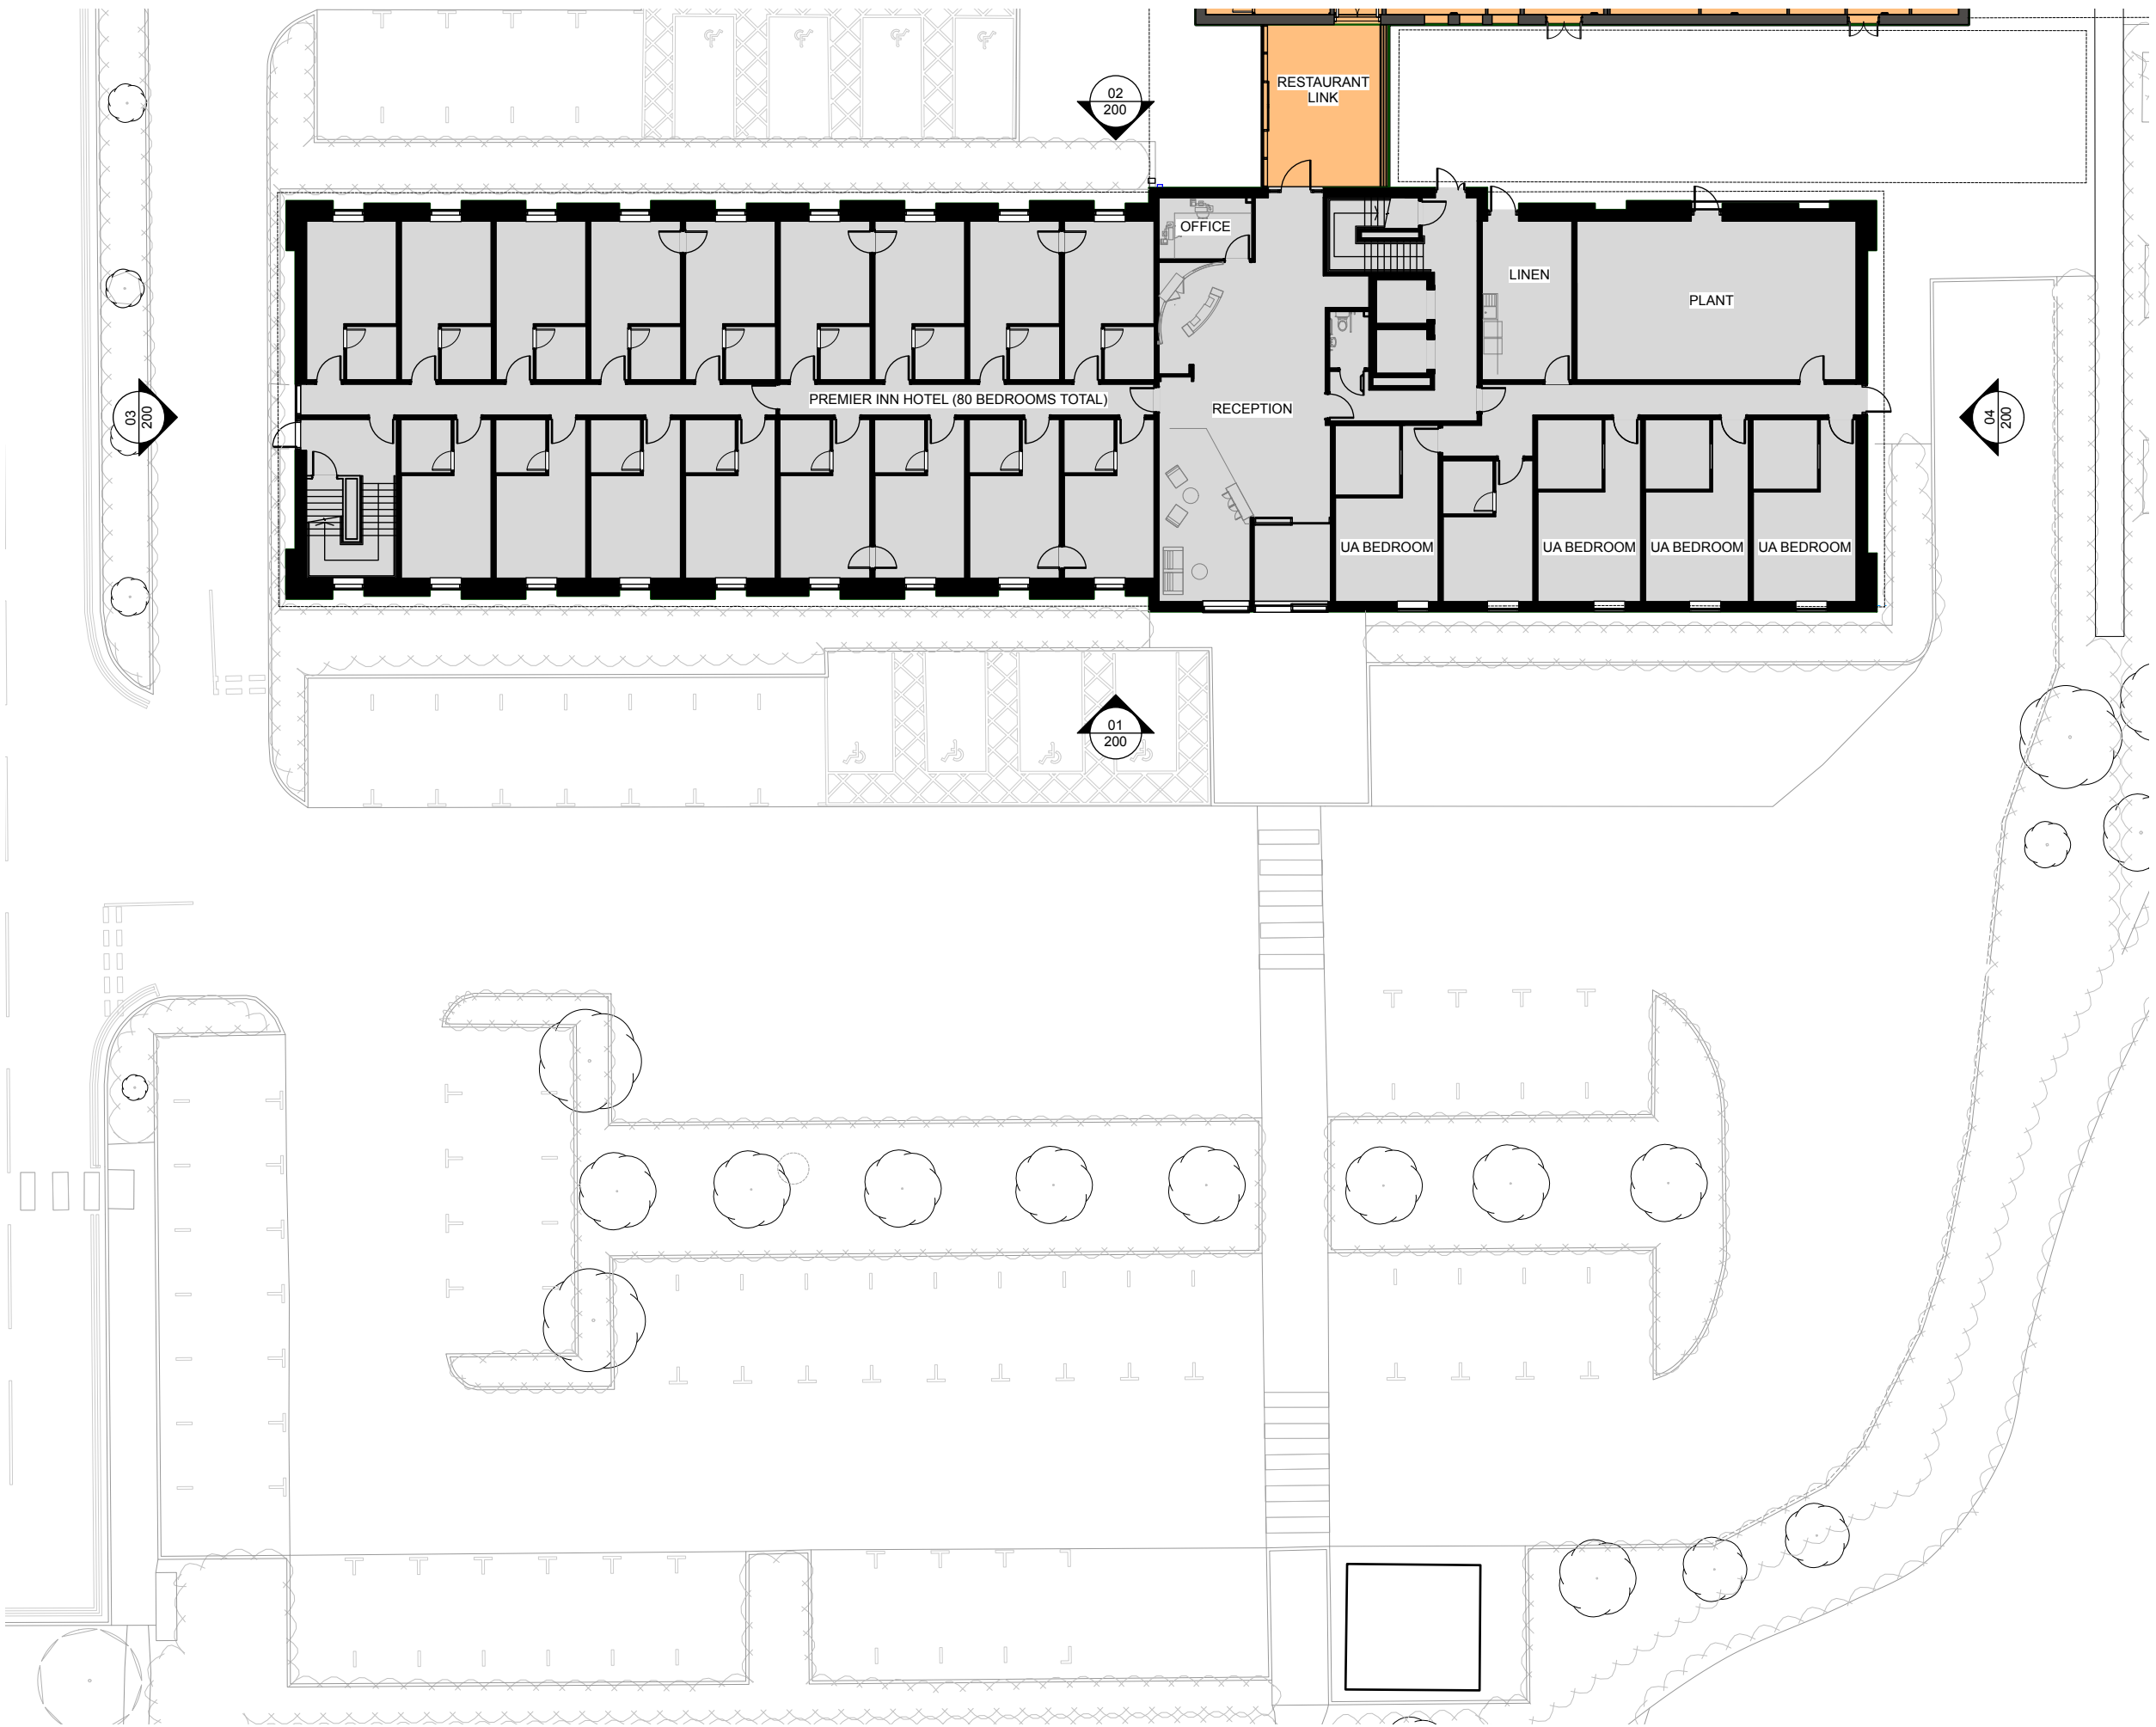 RESTAURANT
LINK
02
200
OFFICE
LINEN
PLANT
03
200
PREMIER INN HOTEL (80 BEDROOMS TOTAL)
RECEPTION
04
200
UA BEDROOM
UA BEDROOM
UA BEDROOM
UA BEDROOM
01
200